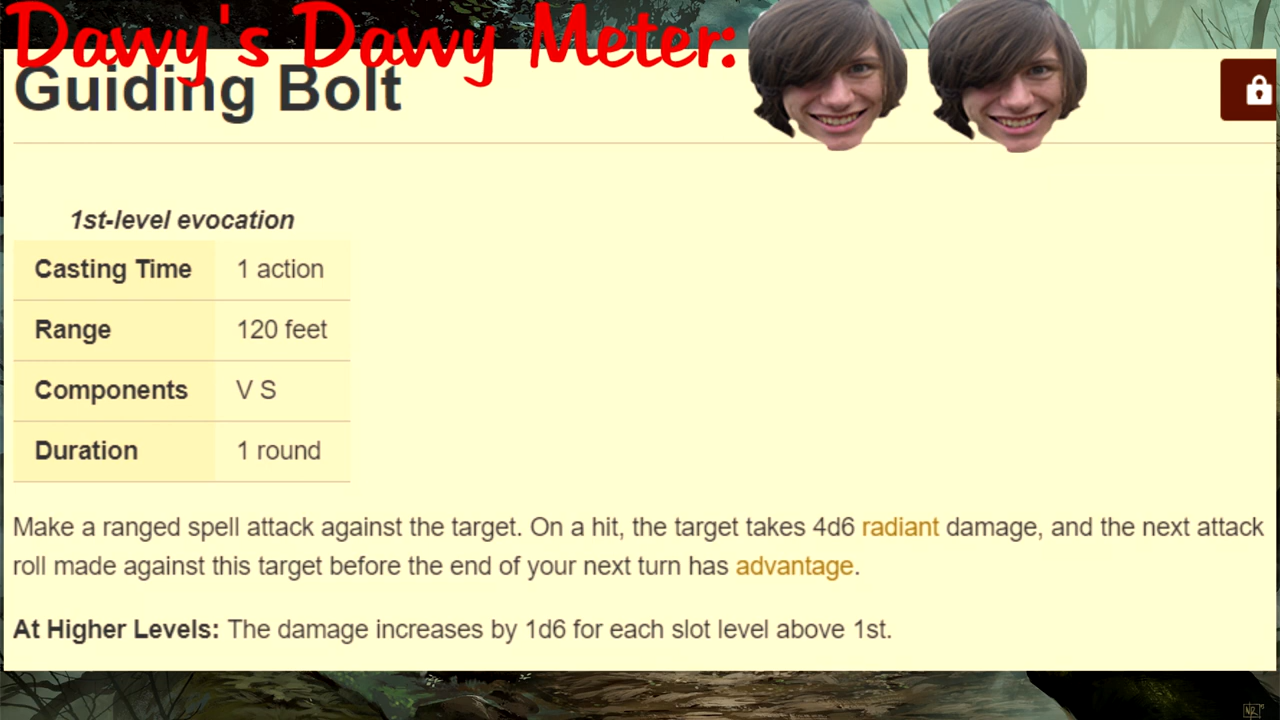 Dawy's Dawy Meter:
Guiding Bolt
1st-level evocation
Casting Time 1 action
Range 120 feet
Components V S
Duration 1 round
Make a ranged spell attack against the target. On a hit, the target takes 4d6 radiant damage, and the next attack
roll made against this target before the end of your next turn has advantage.
At Higher Levels: The damage increases by 1d6 for each slot level above 1st.